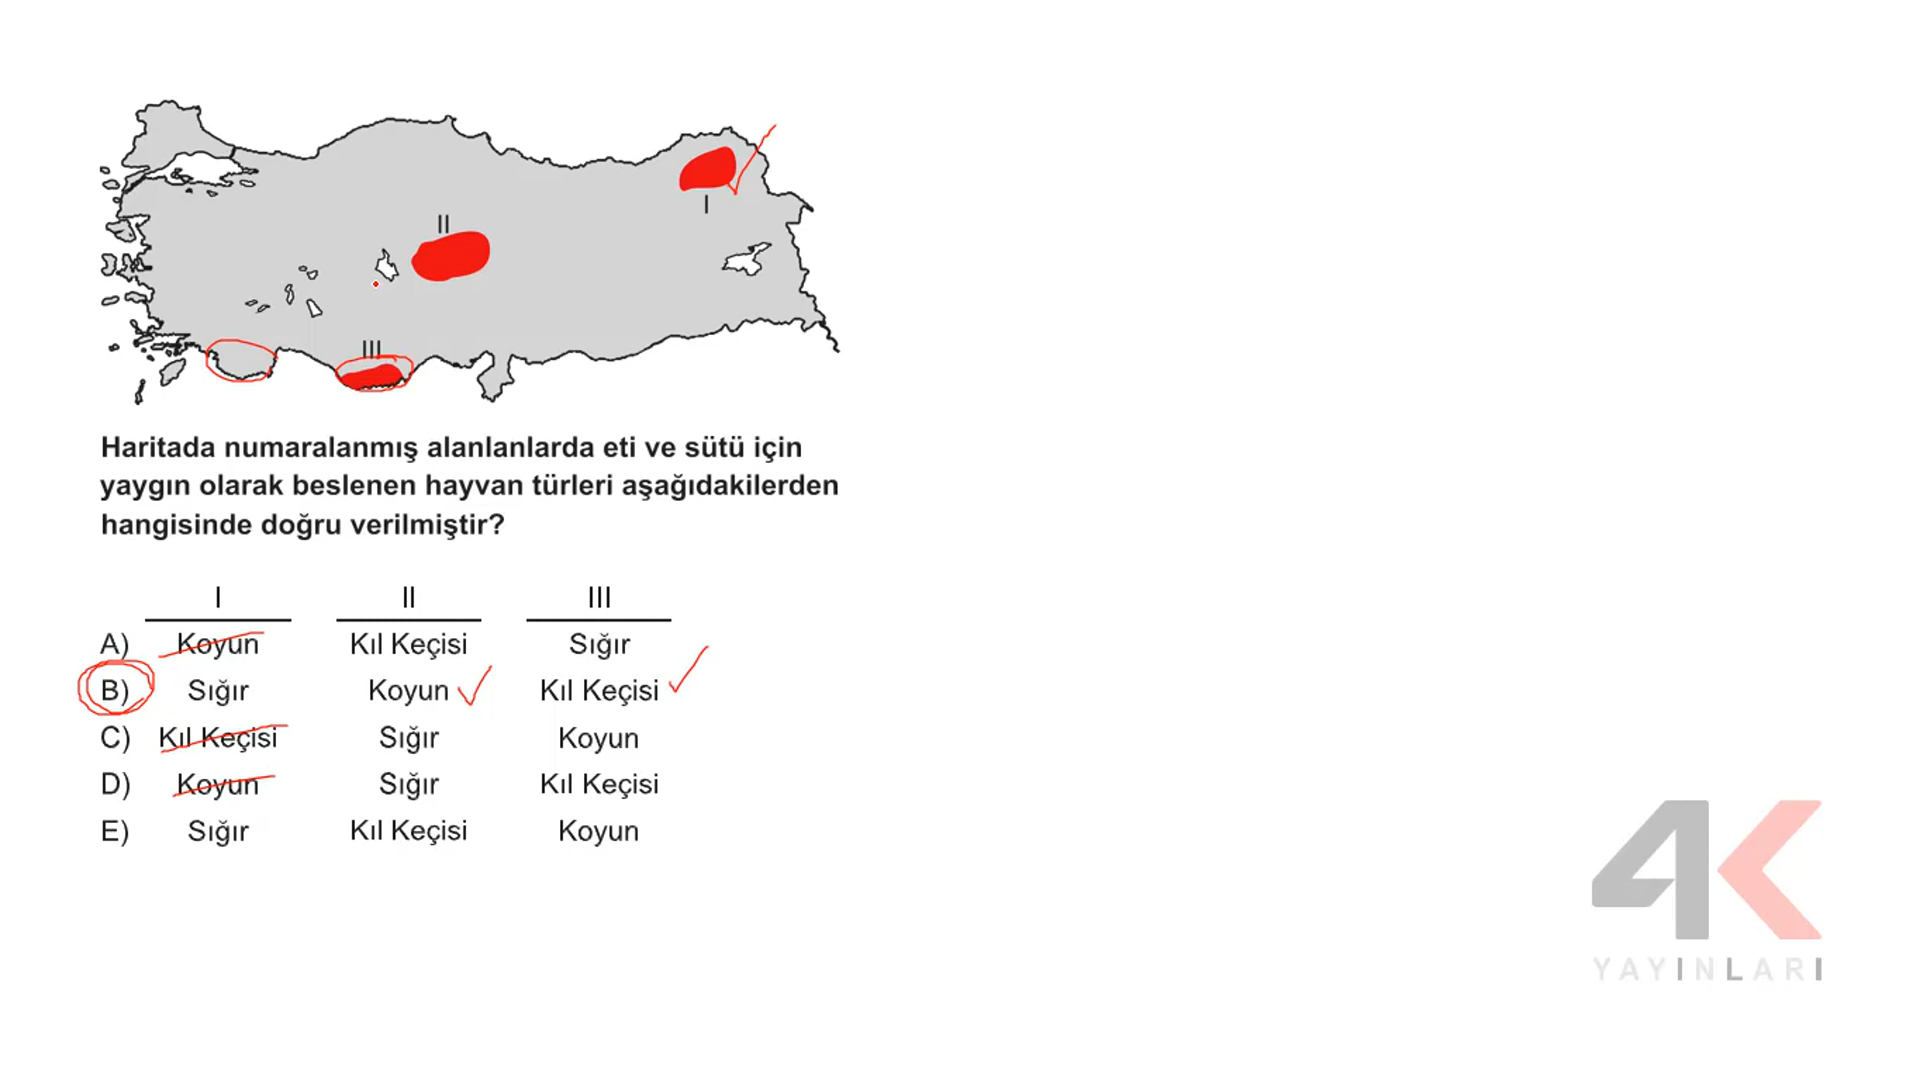 I
II
III
Haritada numaralanmış alanlanlarda eti ve sütü için
yaygın olarak beslenen hayvan türleri aşağıdakilerden
hangisinde doğru verilmiştir?
I II III
A) Koyun Kıl Keçisi Sığır
B) Sığır Koyun Kıl Keçisi
C) Kıl Keçisi Sığır Koyun
D) Koyun Sığır Kıl Keçisi
E) Sığır Kıl Keçisi Koyun
4K
YAYINLARI